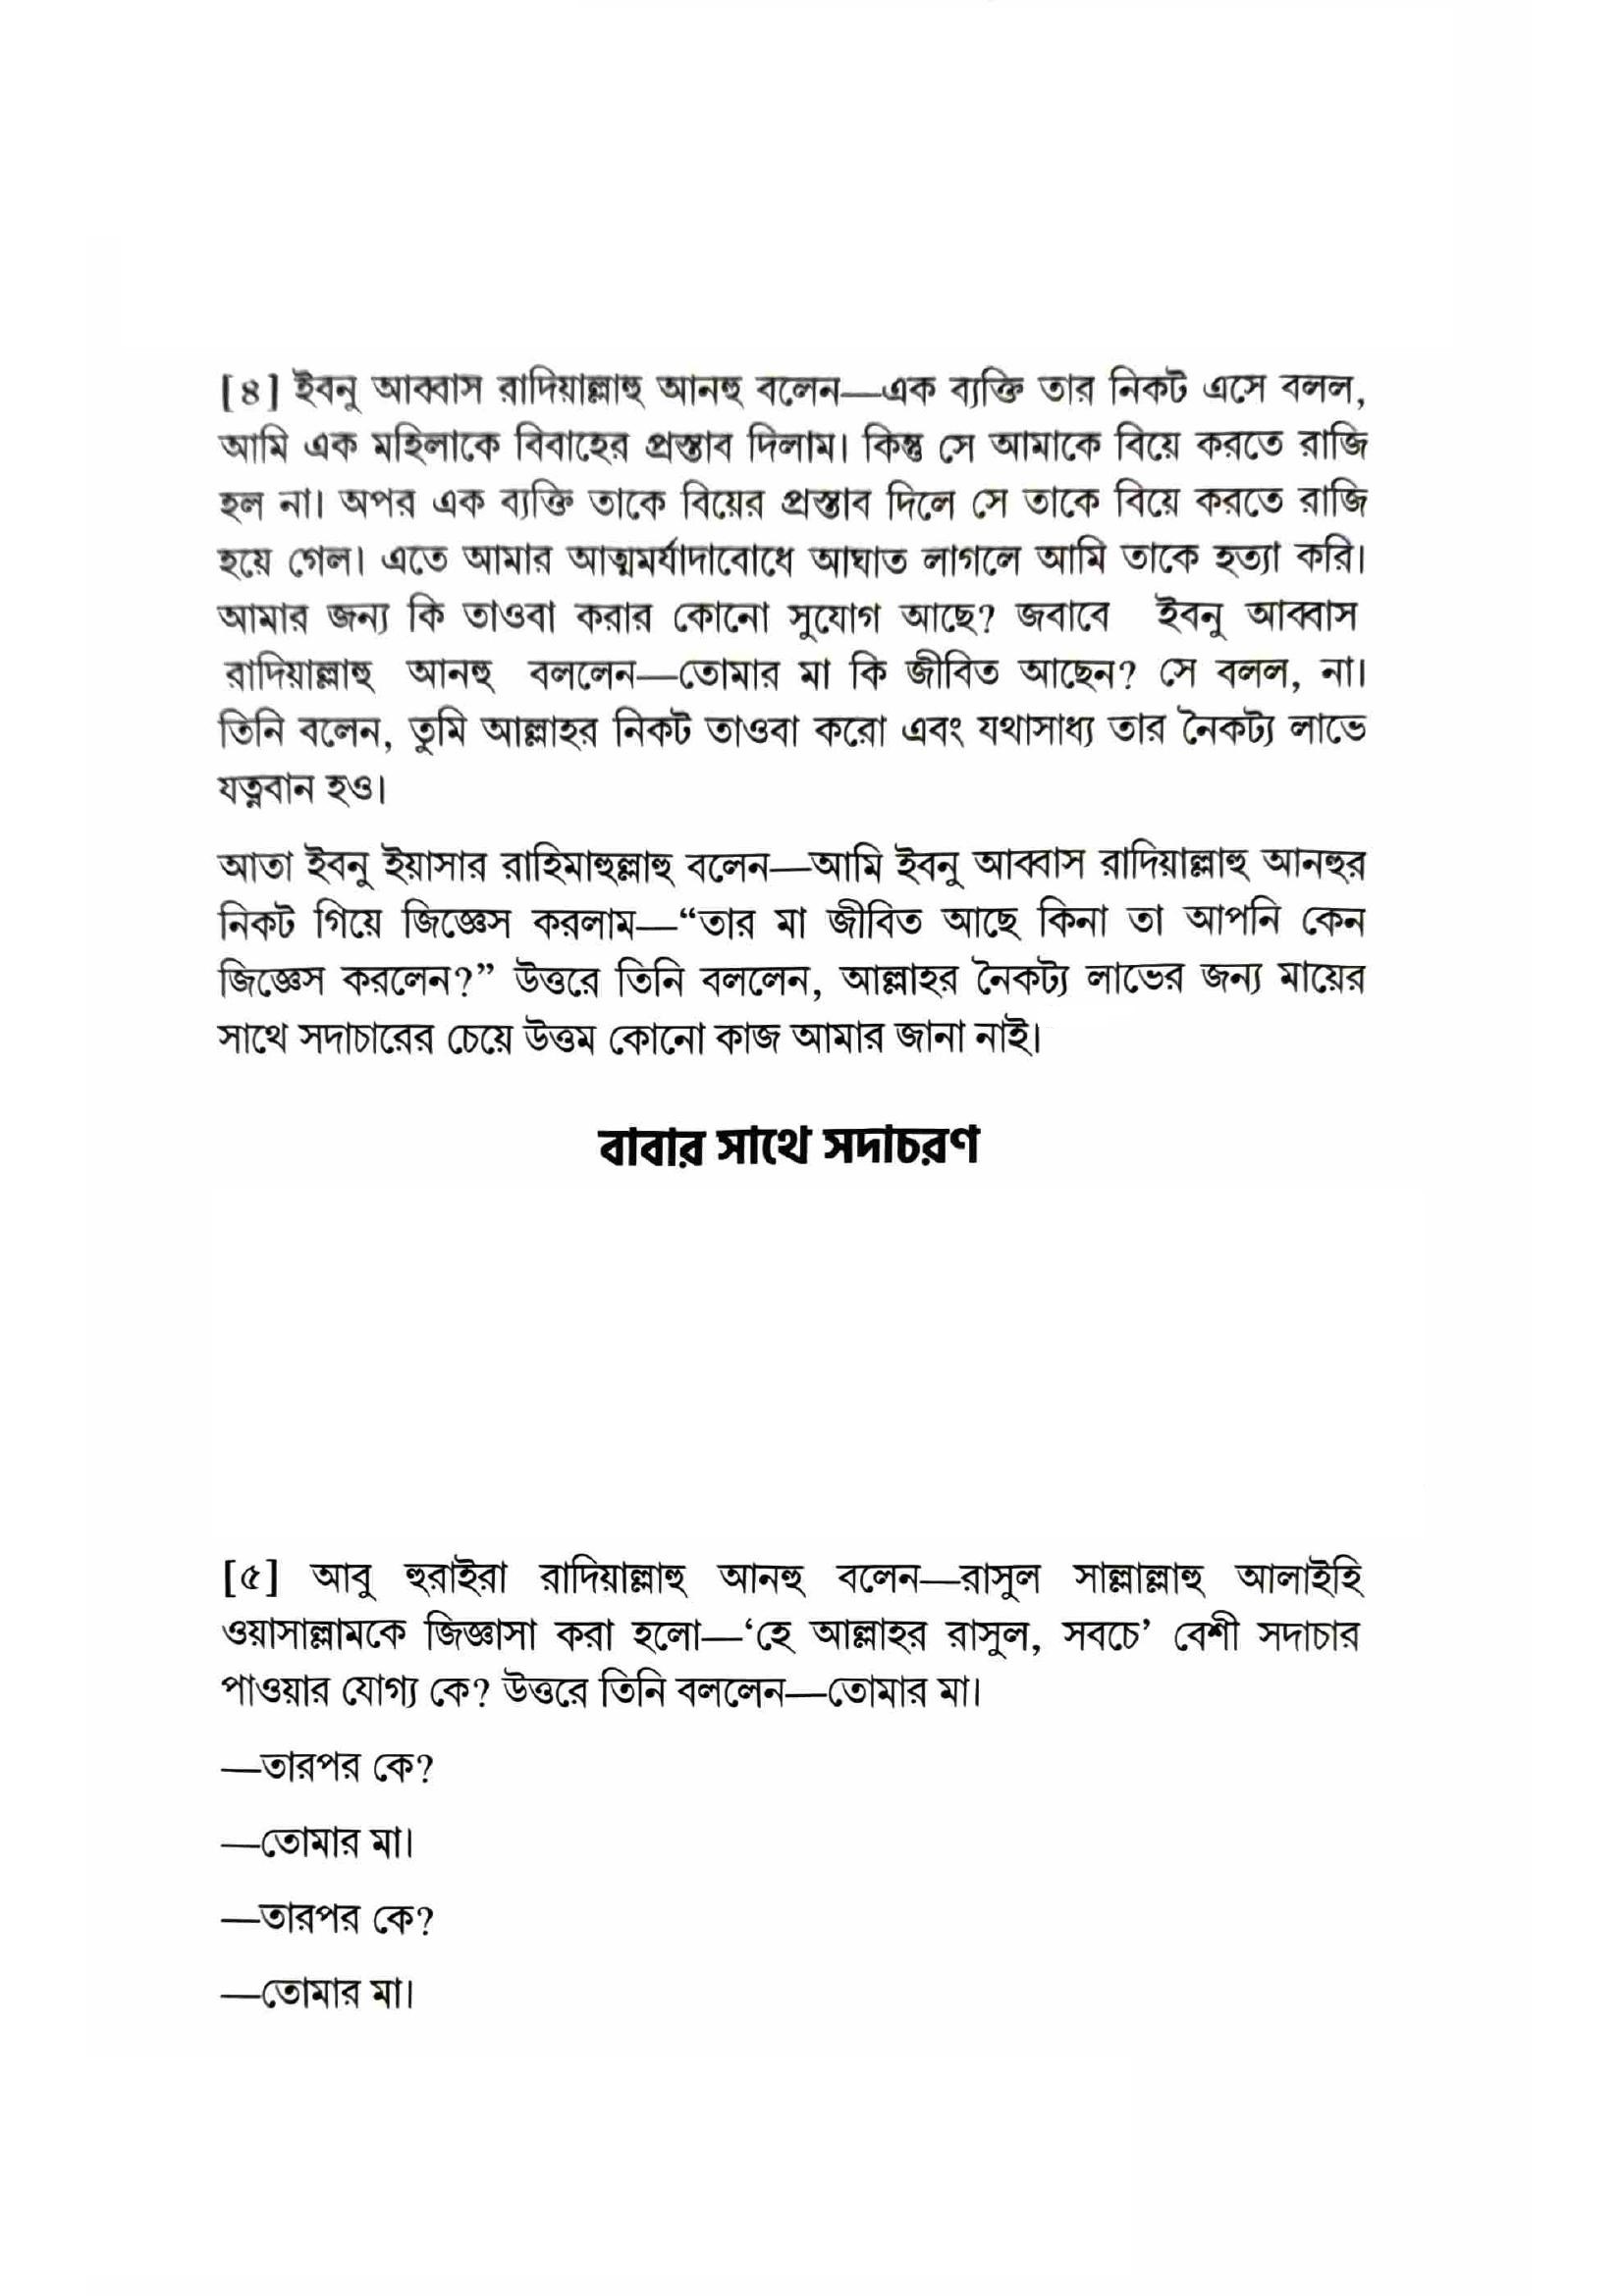 [৪] ইবনু আব্বাস রাদিয়াল্লাহু আনহু বলেন—এক ব্যক্তি তার নিকট এসে বলল,
আমি এক মহিলাকে বিবাহের প্রস্তাব দিলাম। কিন্তু সে আমাকে বিয়ে করতে রাজি
হল না। অপর এক ব্যক্তি তাকে বিয়ের প্রস্তাব দিলে সে তাকে বিয়ে করতে রাজি
হয়ে গেল। এতে আমার আত্মমর্যাদাবোধে আঘাত লাগলে আমি তাকে হত্যা করি।
আমার জন্য কি তাওবা করার কোনো সুযোগ আছে? জবাবে ইবনু আব্বাস
রাদিয়াল্লাহু আনহু বললেন—তোমার মা কি জীবিত আছেন? সে বলল, না।
তিনি বলেন, তুমি আল্লাহর নিকট তাওবা করো এবং যথাসাধ্য তার নৈকট্য লাভে
যত্নবান হও।
আতা ইবনু ইয়াসার রাহিমাহুল্লাহু বলেন—আমি ইবনু আব্বাস রাদিয়াল্লাহু আনহুর
নিকট গিয়ে জিজ্ঞেস করলাম—“তার মা জীবিত আছে কিনা তা আপনি কেন
জিজ্ঞেস করলেন?” উত্তরে তিনি বললেন, আল্লাহর নৈকট্য লাভের জন্য মায়ের
সাথে সদাচারের চেয়ে উত্তম কোনো কাজ আমার জানা নাই।
বাবার সাথে সদাচরণ
[৫] আবু হুরাইরা রাদিয়াল্লাহু আনহু বলেন—রাসুল সাল্লাল্লাহু আলাইহি
ওয়াসাল্লামকে জিজ্ঞাসা করা হলো—‘হে আল্লাহর রাসুল, সবচে’ বেশী সদাচার
পাওয়ার যোগ্য কে? উত্তরে তিনি বললেন—তোমার মা।
—তারপর কে?
—তোমার মা।
—তারপর কে?
—তোমার মা।